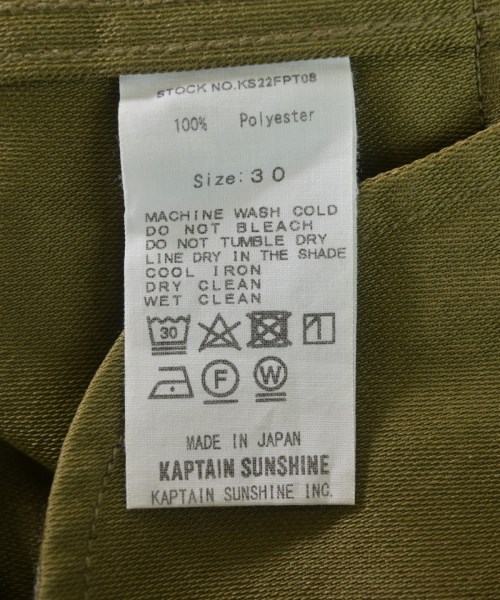 STOCK NO.KS22FPT08
100% Polyester
Size: 30
MACHINE WASH COLD
DO NOT BLEACH
DO NOT TUMBLE DRY
LINE DRY IN THE SHADE
COOL IRON
DRY CLEAN
WET CLEAN
30
F W
MADE IN JAPAN
KAPTAIN SUNSHINE
KAPTAIN SUNSHINE INC.